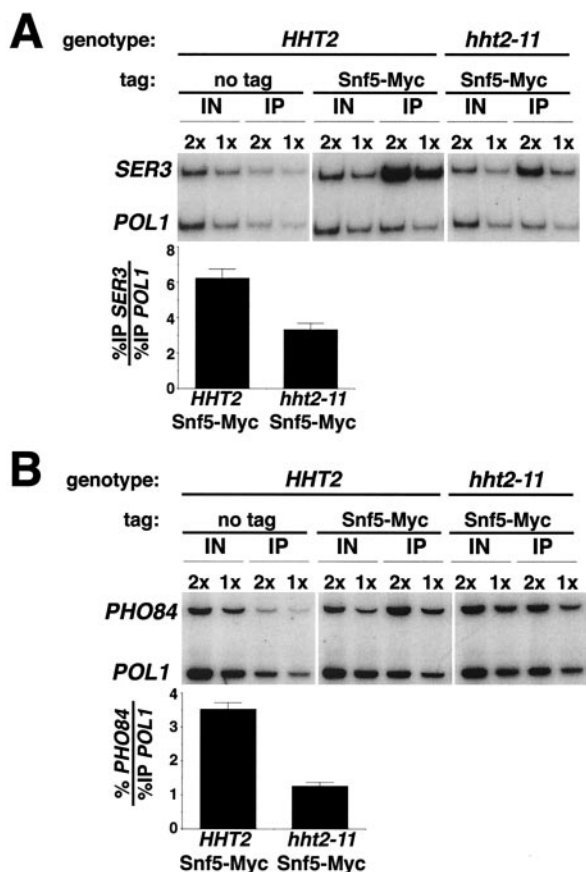 A
genotype: HHT2 hht2-11
tag: no tag Snf5-Myc Snf5-Myc
IN IP IN IP IN IP
2x 1x 2x 1x 2x 1x 2x 1x 2x 1x 2x 1x
SER3
POL1
%IP SER3
%IP POL1
8
6
4
2
0
HHT2 hht2-11
Snf5-Myc Snf5-Myc
B
genotype: HHT2 hht2-11
tag: no tag Snf5-Myc Snf5-Myc
IN IP IN IP IN IP
2x 1x 2x 1x 2x 1x 2x 1x 2x 1x 2x 1x
PHO84
POL1
% PHO84
%IP POL1
4
3
2
1
0
HHT2 hht2-11
Snf5-Myc Snf5-Myc